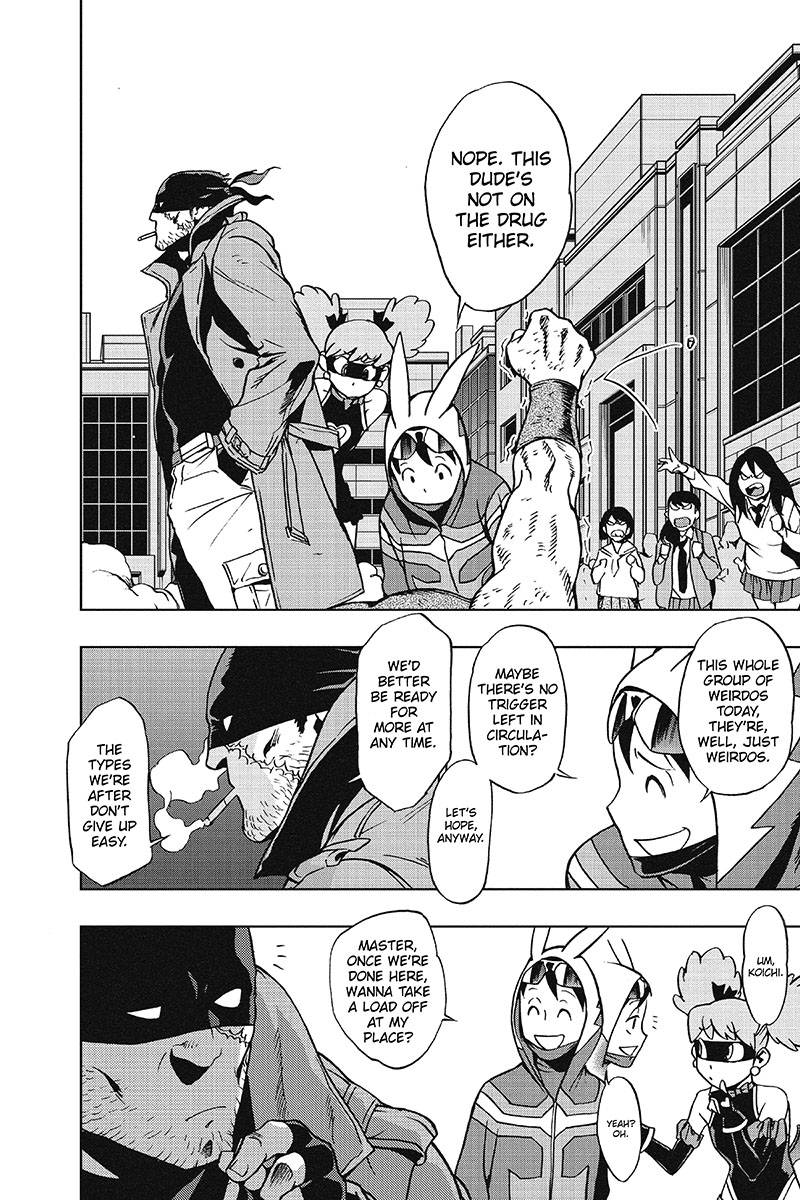 NOPE. THIS
DUDE'S
NOT ON
THE DRUG
EITHER.
THIS WHOLE
GROUP OF
WEIRDOS
TODAY,
THEY'RE,
WELL, JUST
WEIRDOS.
MAYBE
THERE'S NO
TRIGGER
LEFT IN
CIRCULA-
TION?
LET'S
HOPE,
ANYWAY.
WE'D
BETTER
BE READY
FOR
MORE AT
ANY TIME.
THE
TYPES
WE'RE
AFTER
DON'T
GIVE UP
EASY.
UM,
KOICHI.
YEAH?
OH.
MASTER,
ONCE WE'RE
DONE HERE,
WANNA TAKE
A LOAD OFF
AT MY
PLACE?